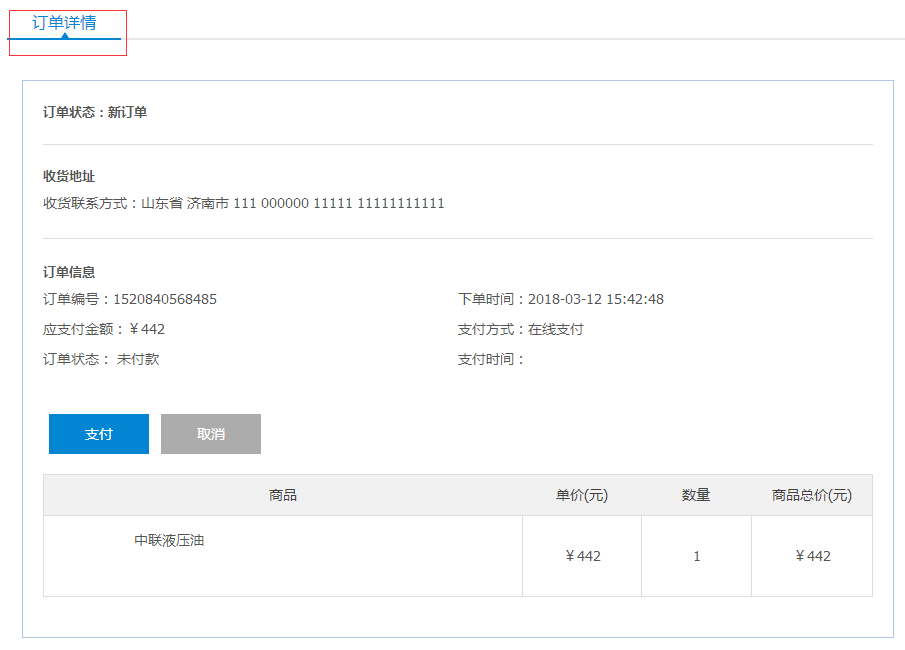 订单详情
订单状态：新订单
收货地址
收货联系方式：山东省 济南市 111 000000 11111 11111111111
订单信息
订单编号：1520840568485 下单时间：2018-03-12 15:42:48
应支付金额：￥442 支付方式：在线支付
订单状态： 未付款 支付时间：
支付 取消
商品 单价(元) 数量 商品总价(元)
中联液压油 ￥442 1 ￥442